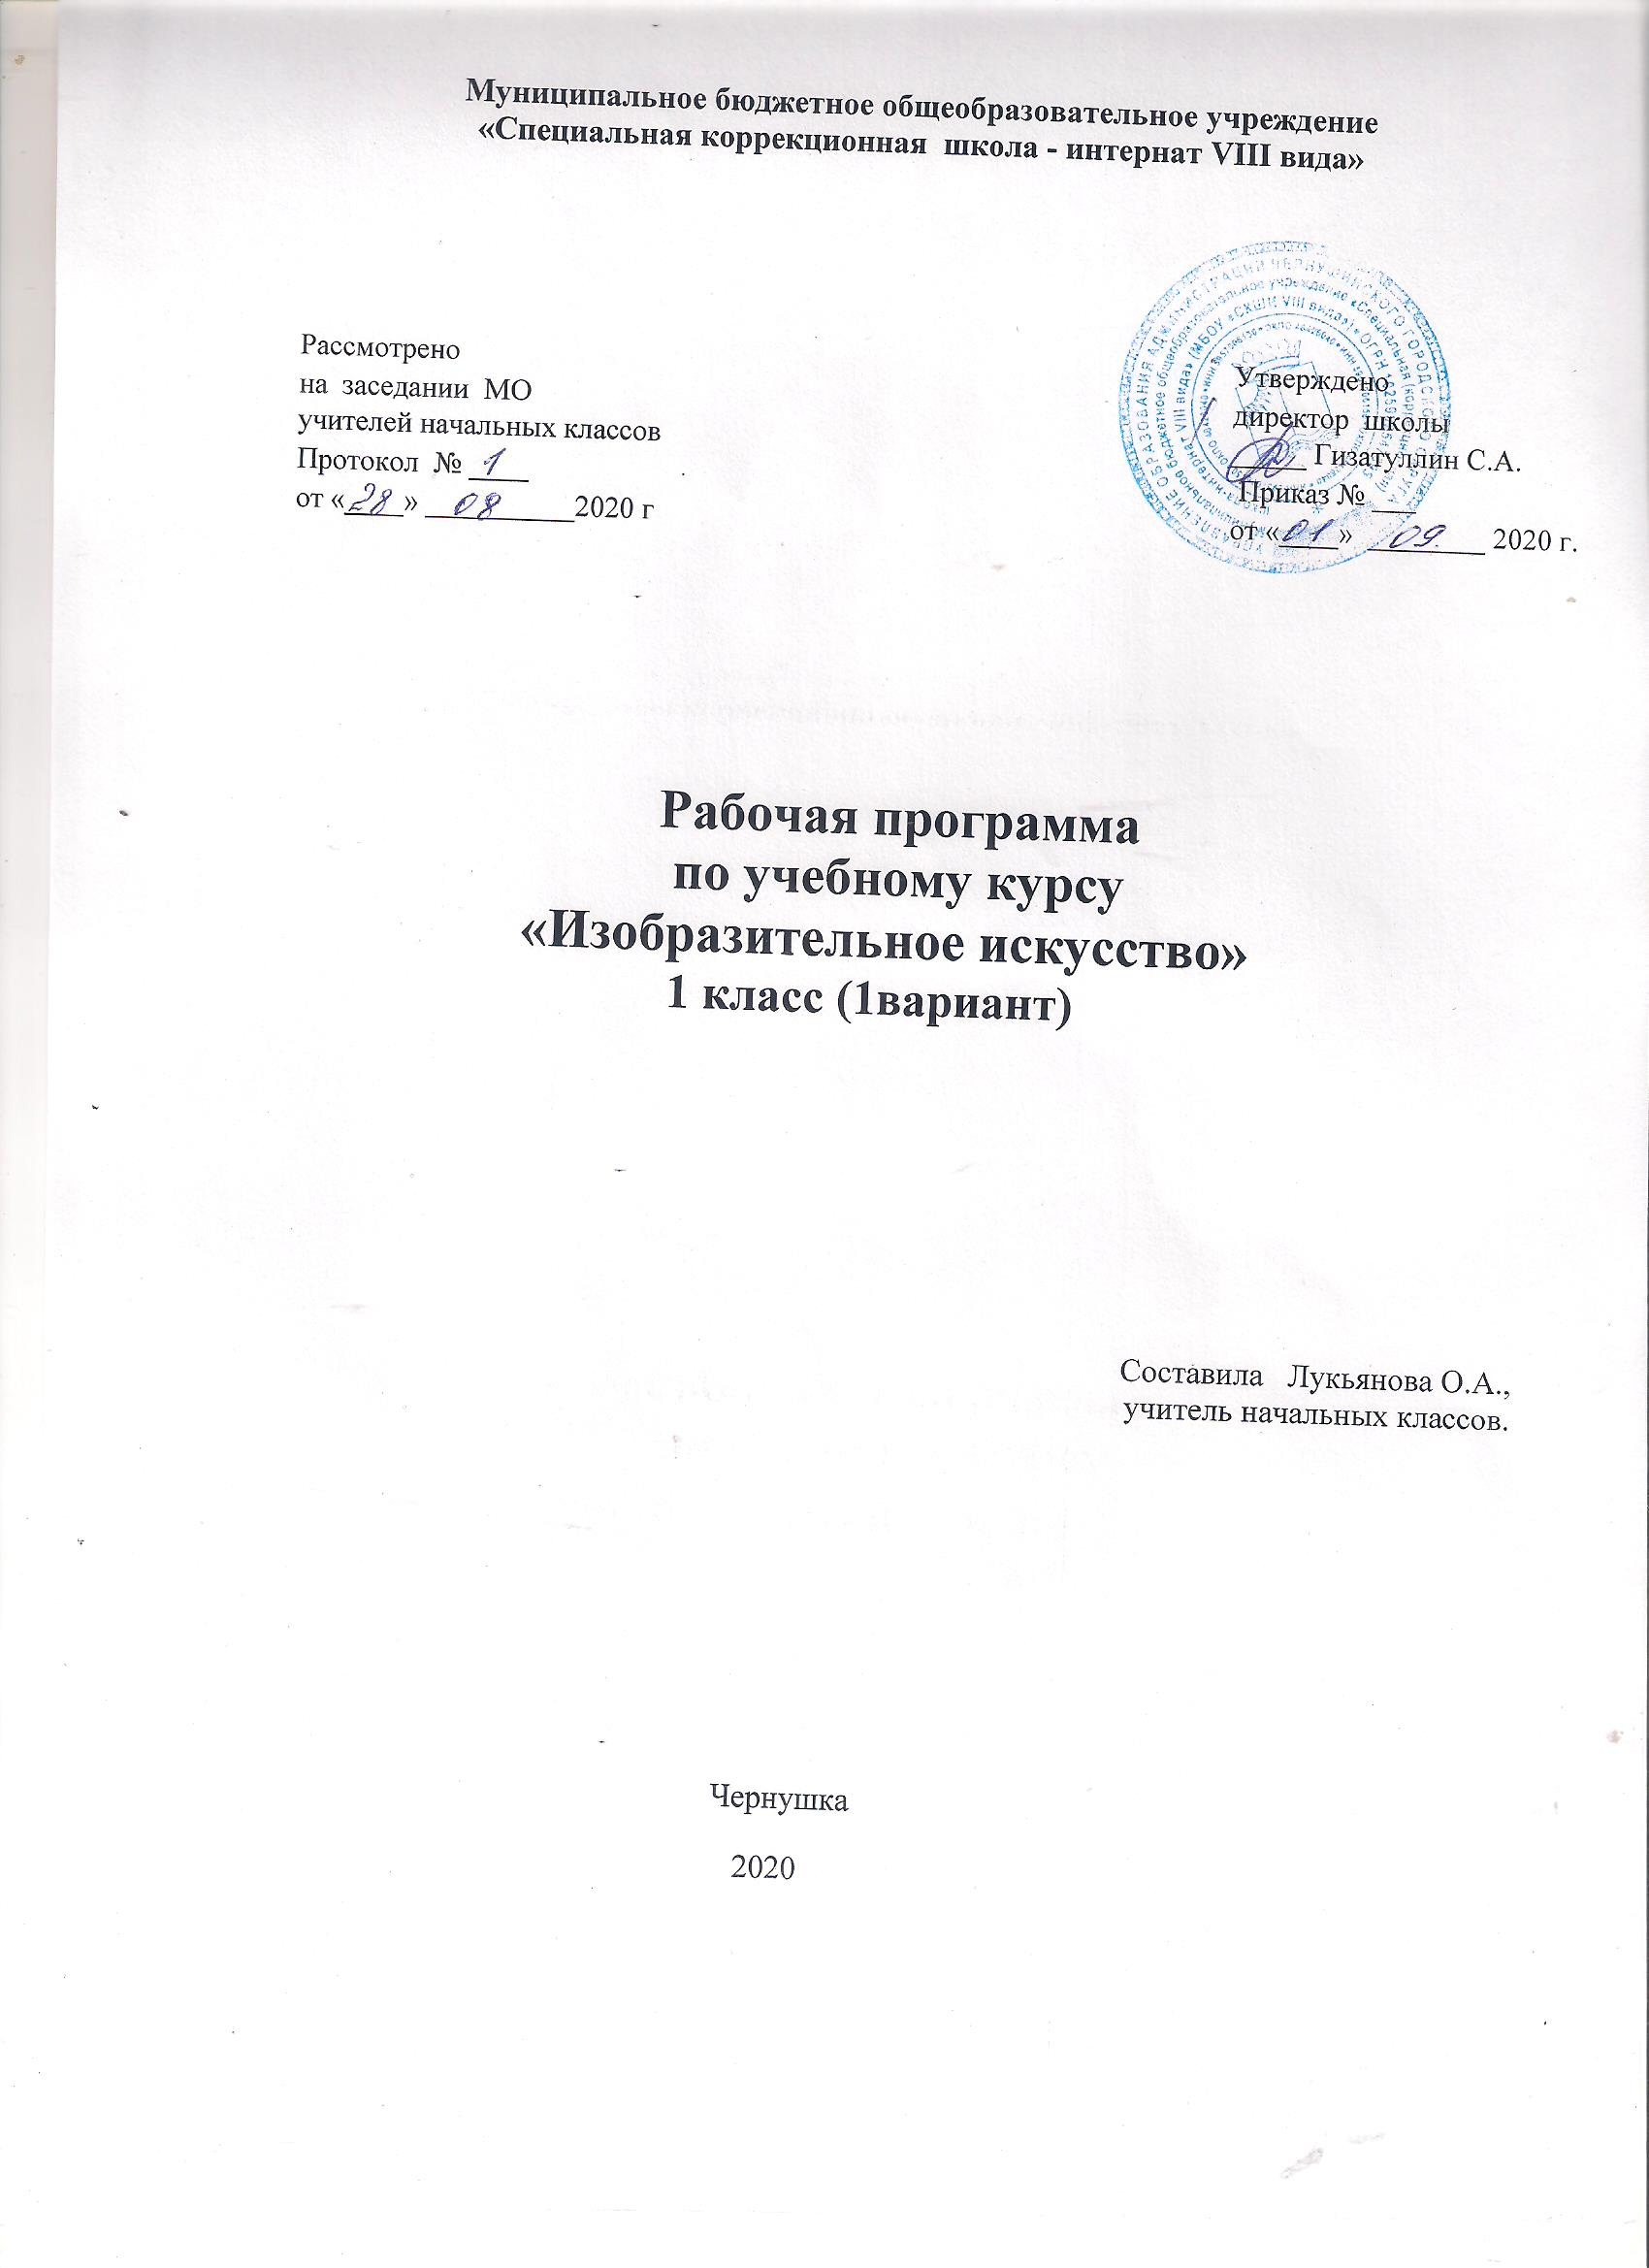 Муниципальное бюджетное общеобразовательное учреждение
«Специальная коррекционная школа - интернат VIII вида»
Рассмотрено
на заседании МО
учителей начальных классов
Протокол № 1
от «28» 08 2020 г
Утверждено
директор школы
Гизатуллин С.А.
Приказ № ___
от «01» 09. 2020 г.
Рабочая программа
по учебному курсу
«Изобразительное искусство»
1 класс (1вариант)
Составила Лукьянова О.А.,
учитель начальных классов.
Чернушка
2020